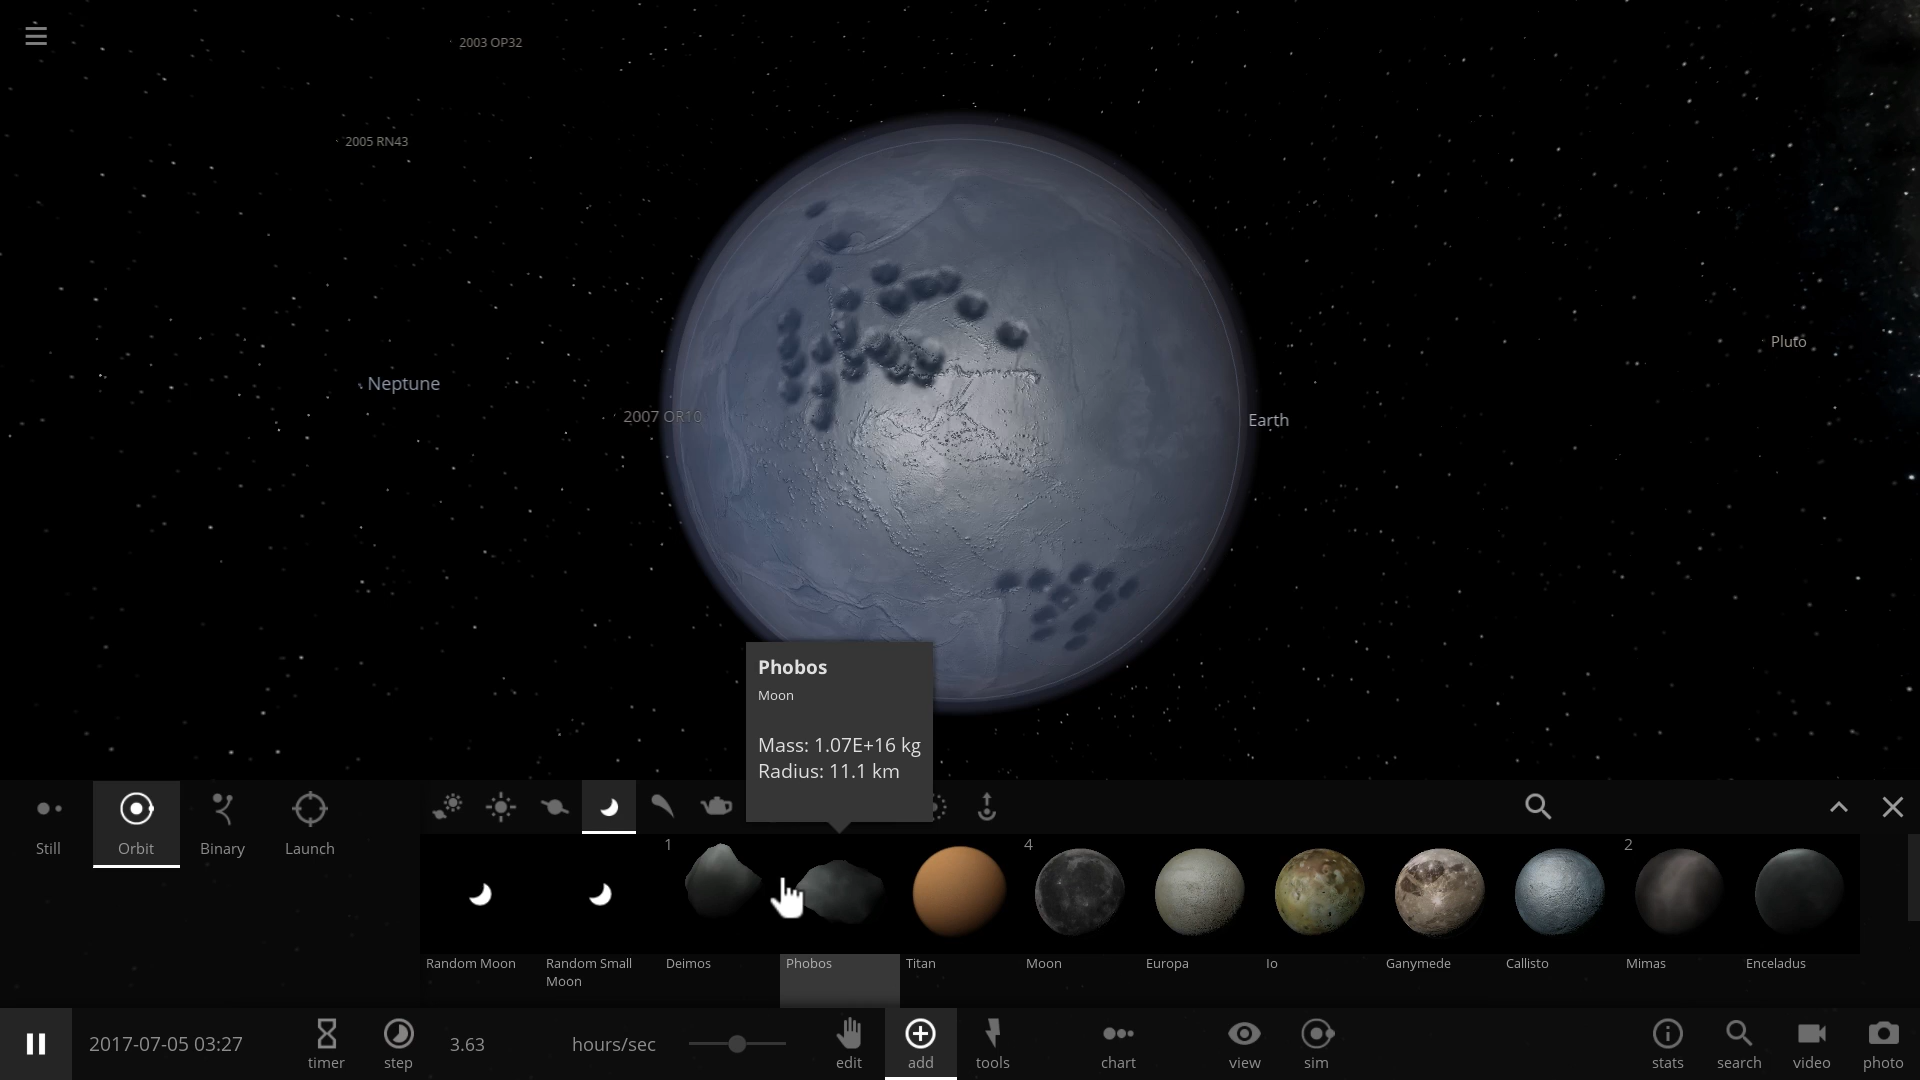 2003 OP32
2005 RN43
Pluto
Neptune
2007 OR10
Earth
Phobos
Moon
Mass: 1.07E+16 kg
Radius: 11.1 km
Still
Orbit
Binary
Launch
1
4
2
Random Moon
Random Small
Moon
Deimos
Phobos
Titan
Moon
Europa
Io
Ganymede
Callisto
Mimas
Enceladus
2017-07-05 03:27
timer
step
3.63
hours/sec
edit
add
tools
chart
view
sim
stats
search
video
photo